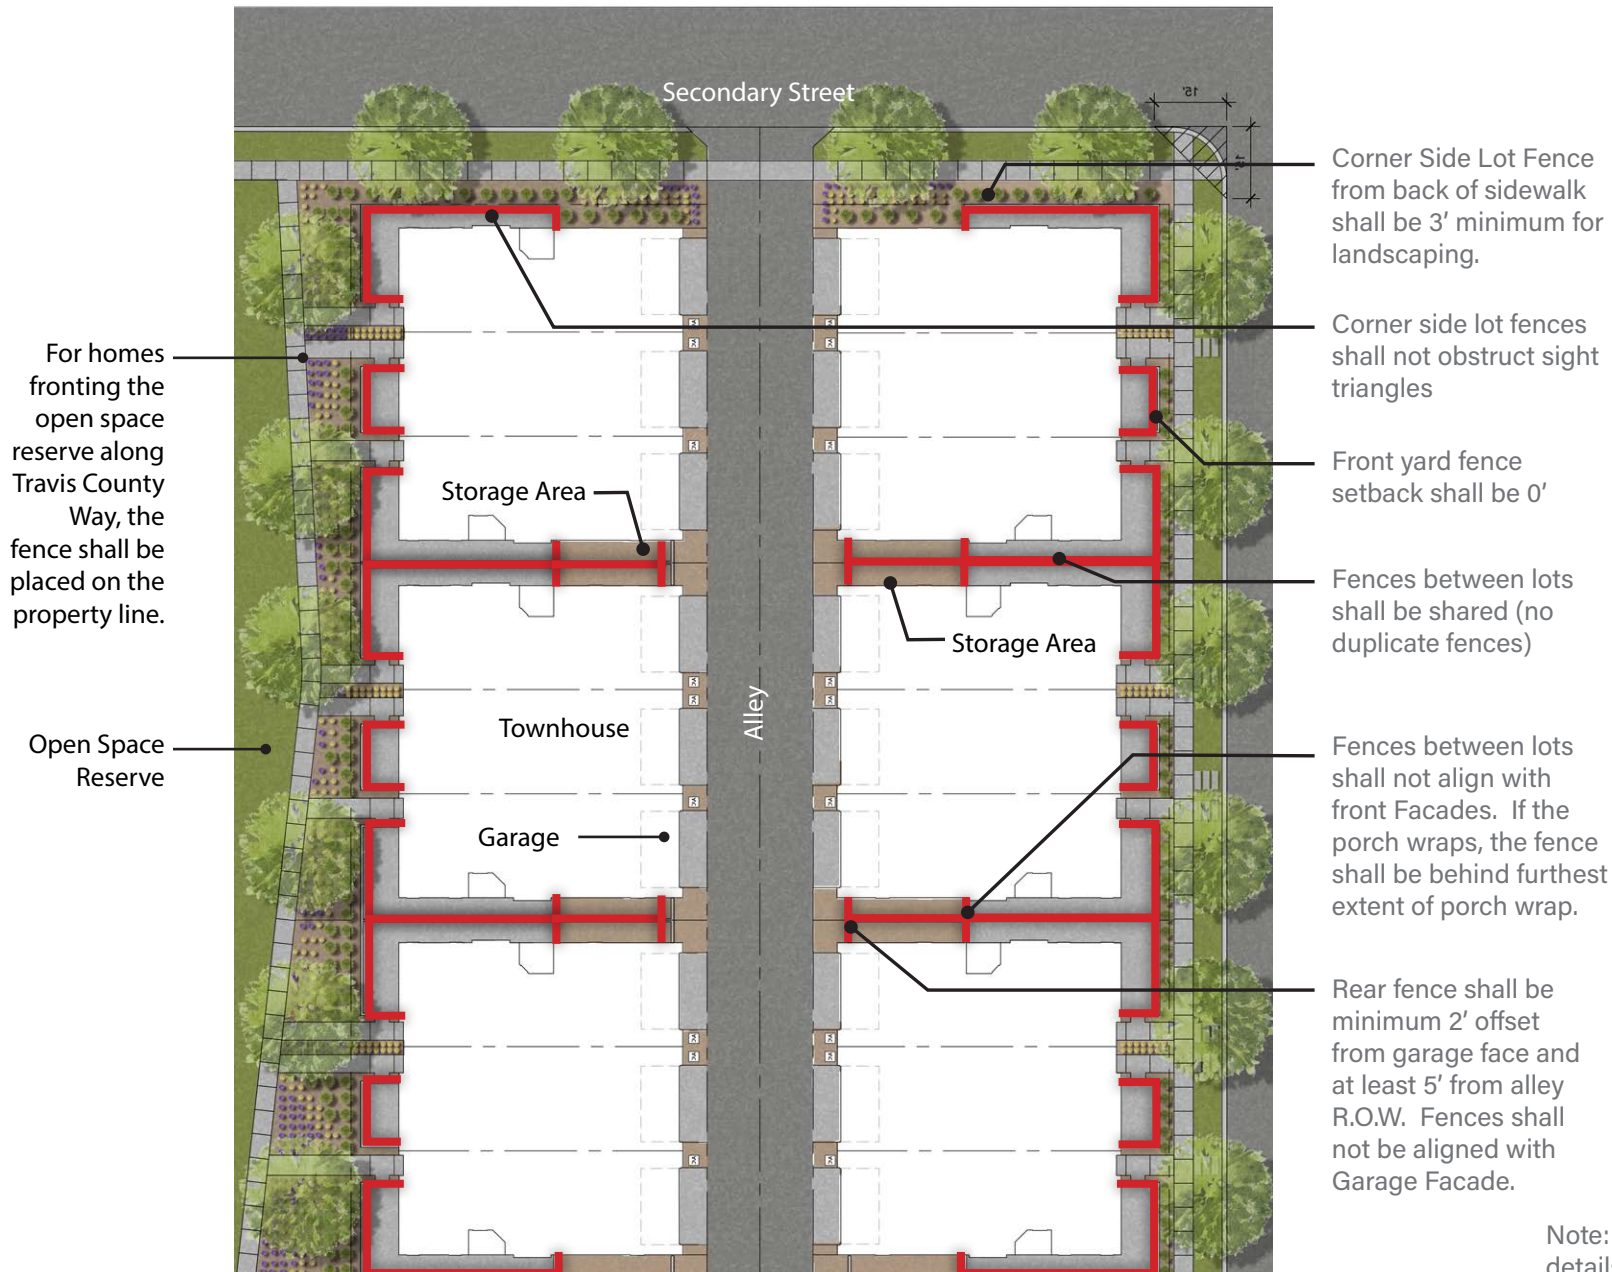 Secondary Street
15'
15'
Corner Side Lot Fence
from back of sidewalk
shall be 3' minimum for
landscaping.
Corner side lot fences
shall not obstruct sight
triangles
For homes
fronting the
open space
reserve along
Travis County
Way, the
fence shall be
placed on the
property line.
Front yard fence
setback shall be 0'
Storage Area
Fences between lots
shall be shared (no
duplicate fences)
Storage Area
Alley
Townhouse
Open Space
Reserve
Fences between lots
shall not align with
front Facades. If the
porch wraps, the fence
shall be behind furthest
extent of porch wrap.
Garage
Rear fence shall be
minimum 2' offset
from garage face and
at least 5' from alley
R.O.W. Fences shall
not be aligned with
Garage Facade.
Note:
detail